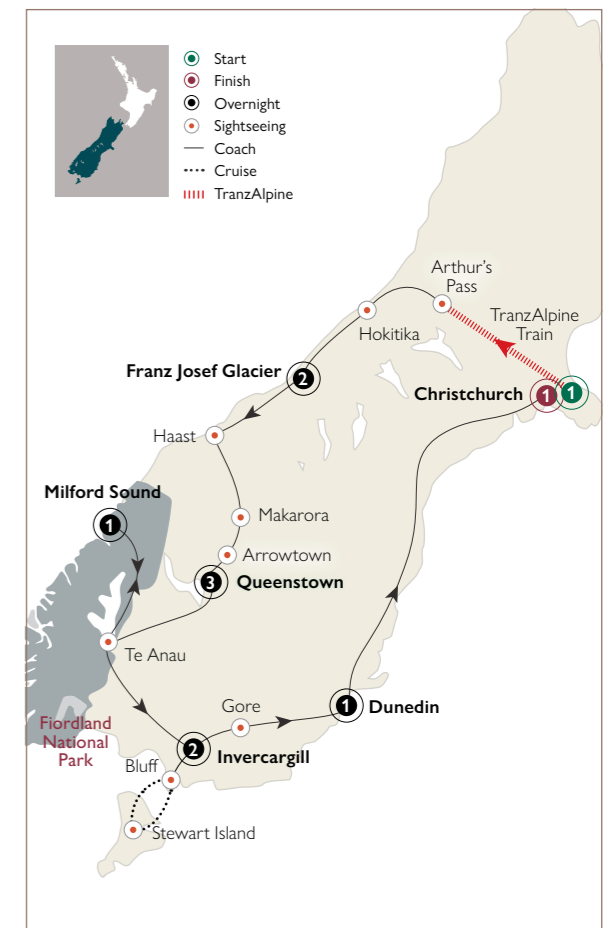 Start
Finish
Overnight
Sightseeing
Coach
Cruise
TranzAlpine
Arthur's
Pass
TranzAlpine
Train
Hokitika
Franz Josef Glacier
2
Christchurch
1
1
Haast
Milford Sound
1
Makarora
Arrowtown
3
Queenstown
Te Anau
Gore
1
Dunedin
Fiordland
National
Park
2
Invercargill
Bluff
Stewart Island